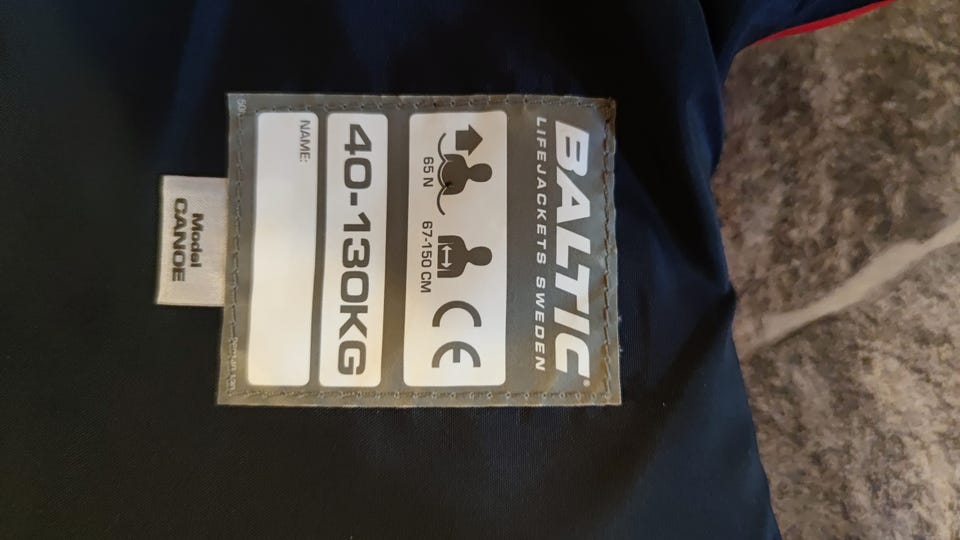 BALTIC®
LIFEJACKETS SWEDEN
65 N
67-150 CM
CE
40-130KG
NAME:
Model
CANOE